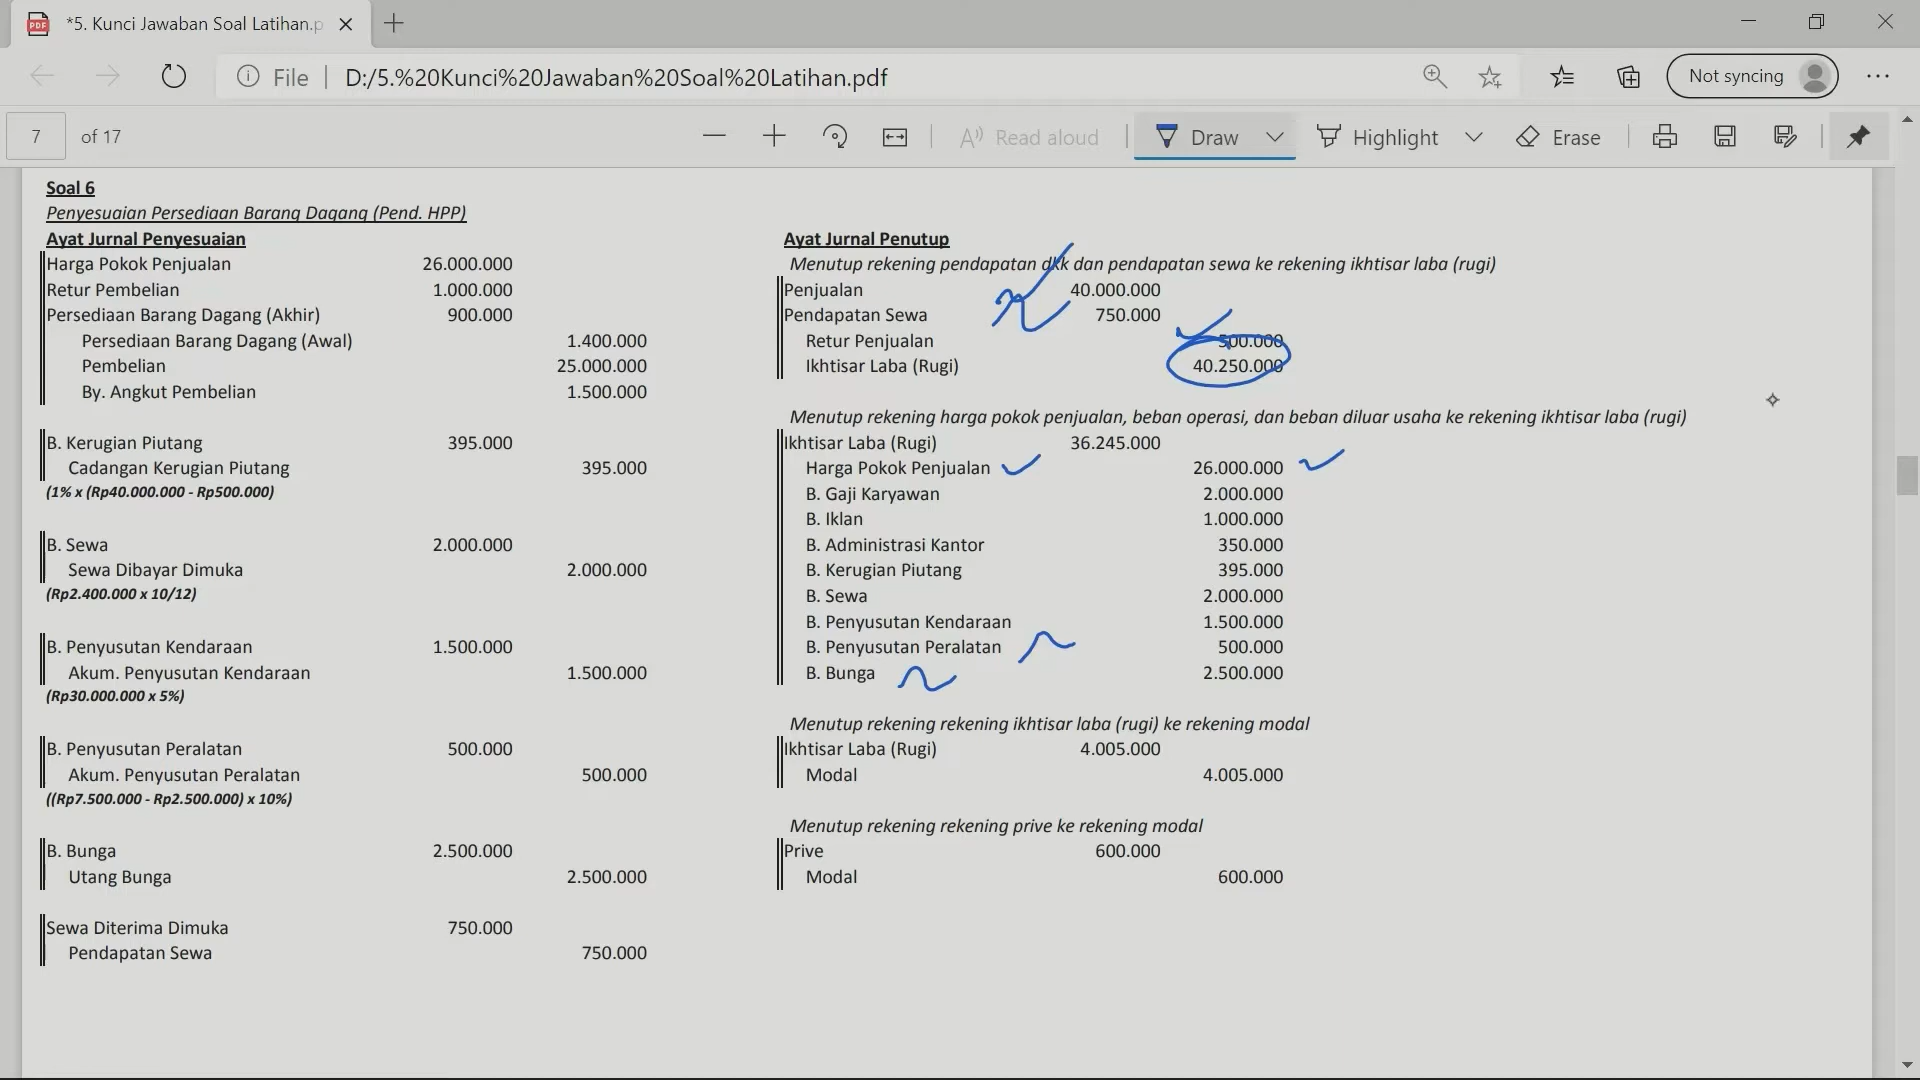 *5. Kunci Jawaban Soal Latihan.p
File D:/5.%20Kunci%20Jawaban%20Soal%20Latihan.pdf
Not syncing
7 of 17
Read aloud
Draw
Highlight
Erase
Soal 6
Penyesuaian Persediaan Barang Dagang (Pend. HPP)
Ayat Jurnal Penyesuaian
Harga Pokok Penjualan 26.000.000
Retur Pembelian 1.000.000
Persediaan Barang Dagang (Akhir) 900.000
Persediaan Barang Dagang (Awal) 1.400.000
Pembelian 25.000.000
By. Angkut Pembelian 1.500.000
B. Kerugian Piutang 395.000
Cadangan Kerugian Piutang 395.000
(1% x (Rp40.000.000 - Rp500.000)
B. Sewa 2.000.000
Sewa Dibayar Dimuka 2.000.000
(Rp2.400.000 x 10/12)
B. Penyusutan Kendaraan 1.500.000
Akum. Penyusutan Kendaraan 1.500.000
(Rp30.000.000 x 5%)
B. Penyusutan Peralatan 500.000
Akum. Penyusutan Peralatan 500.000
((Rp7.500.000 - Rp2.500.000) x 10%)
B. Bunga 2.500.000
Utang Bunga 2.500.000
Sewa Diterima Dimuka 750.000
Pendapatan Sewa 750.000
Ayat Jurnal Penutup
Menutup rekening pendapatan dkk dan pendapatan sewa ke rekening ikhtisar laba (rugi)
Penjualan 40.000.000
Pendapatan Sewa 750.000
Retur Penjualan 500.000
Ikhtisar Laba (Rugi) 40.250.000
Menutup rekening harga pokok penjualan, beban operasi, dan beban diluar usaha ke rekening ikhtisar laba (rugi)
Ikhtisar Laba (Rugi) 36.245.000
Harga Pokok Penjualan 26.000.000
B. Gaji Karyawan 2.000.000
B. Iklan 1.000.000
B. Administrasi Kantor 350.000
B. Kerugian Piutang 395.000
B. Sewa 2.000.000
B. Penyusutan Kendaraan 1.500.000
B. Penyusutan Peralatan 500.000
B. Bunga 2.500.000
Menutup rekening rekening ikhtisar laba (rugi) ke rekening modal
Ikhtisar Laba (Rugi) 4.005.000
Modal 4.005.000
Menutup rekening rekening prive ke rekening modal
Prive 600.000
Modal 600.000